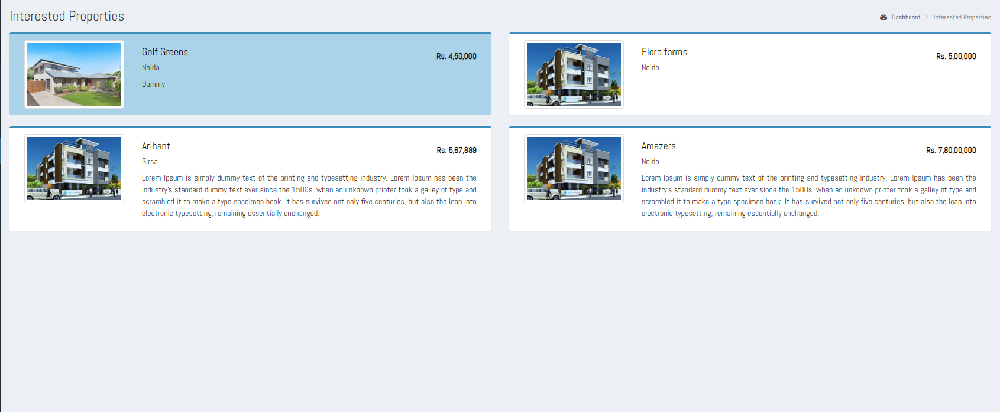 Interested Properties
Dashboard > Interested Properties
Golf Greens
Rs. 4,50,000
Noida
Dummy
Flora farms
Rs. 5,00,000
Noida
Arihant
Rs. 5,67,889
Sirsa
Lorem Ipsum is simply dummy text of the printing and typesetting industry. Lorem Ipsum has been the
industry's standard dummy text ever since the 1500s, when an unknown printer took a galley of type and
scrambled it to make a type specimen book. It has survived not only five centuries, but also the leap into
electronic typesetting, remaining essentially unchanged.
Amazers
Rs. 7,80,00,000
Noida
Lorem Ipsum is simply dummy text of the printing and typesetting industry. Lorem Ipsum has been the
industry's standard dummy text ever since the 1500s, when an unknown printer took a galley of type and
scrambled it to make a type specimen book. It has survived not only five centuries, but also the leap into
electronic typesetting, remaining essentially unchanged.